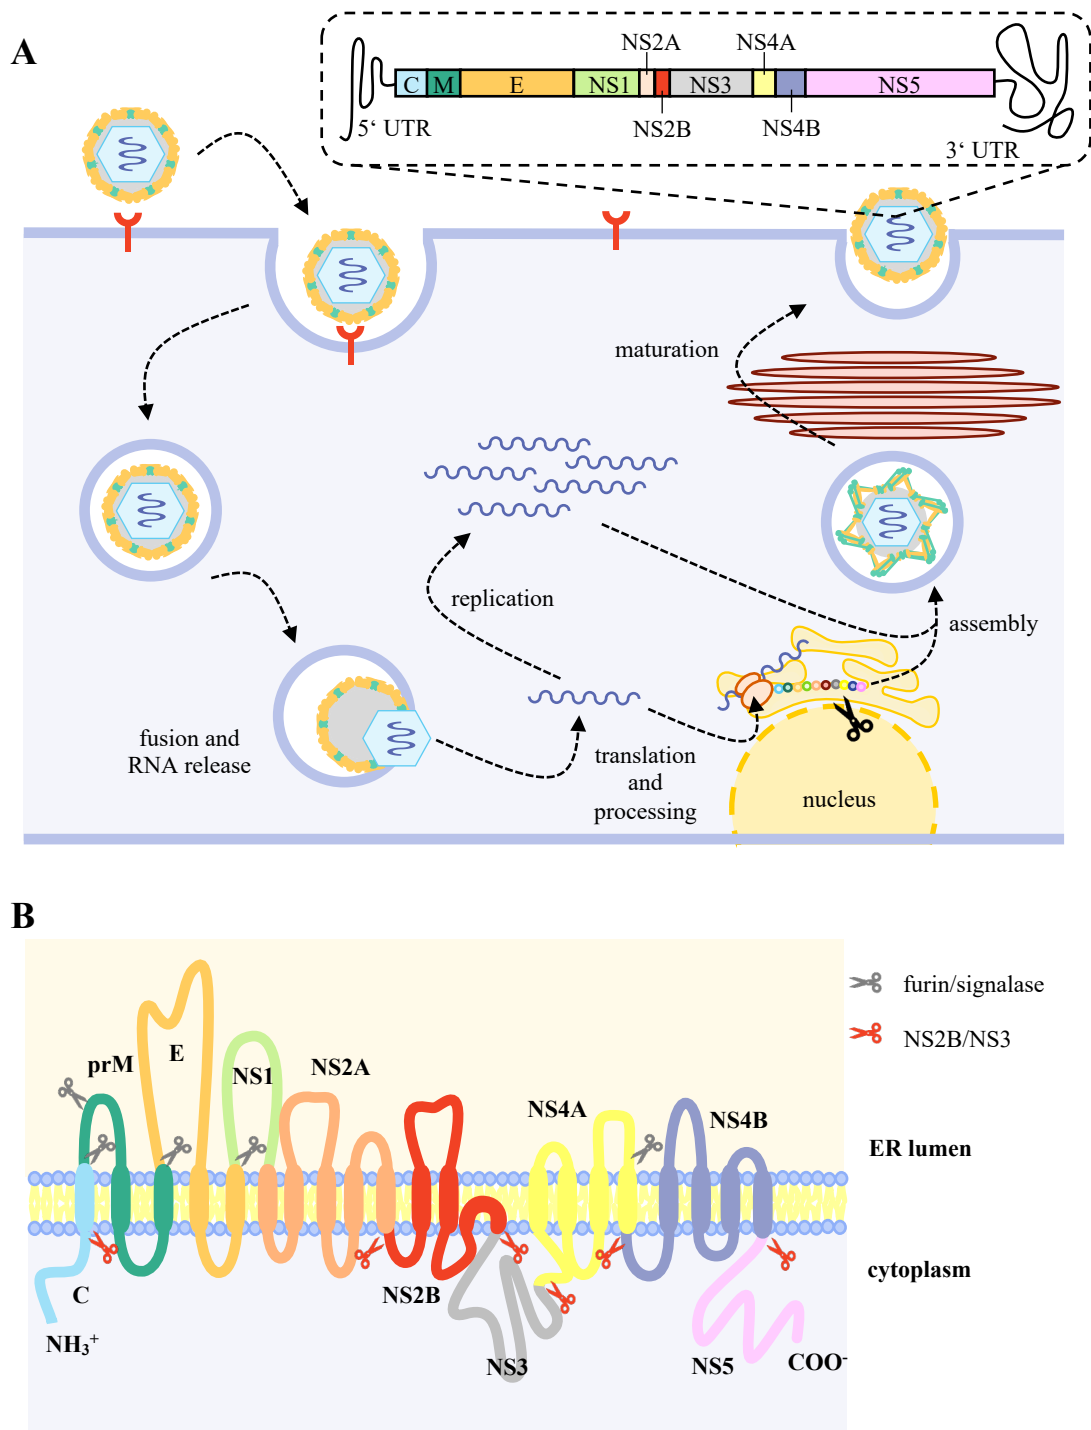 A
NS2A
NS4A
C
M
E
NS1
NS3
NS5
5‘ UTR
NS2B
NS4B
3‘ UTR
maturation
replication
assembly
fusion and
RNA release
translation
and
processing
nucleus
B
furin/signalase
NS2B/NS3
prM
E
NS1
NS2A
NS4A
NS4B
ER lumen
cytoplasm
C
NH₃⁺
NS2B
NS3
NS5
COO⁻